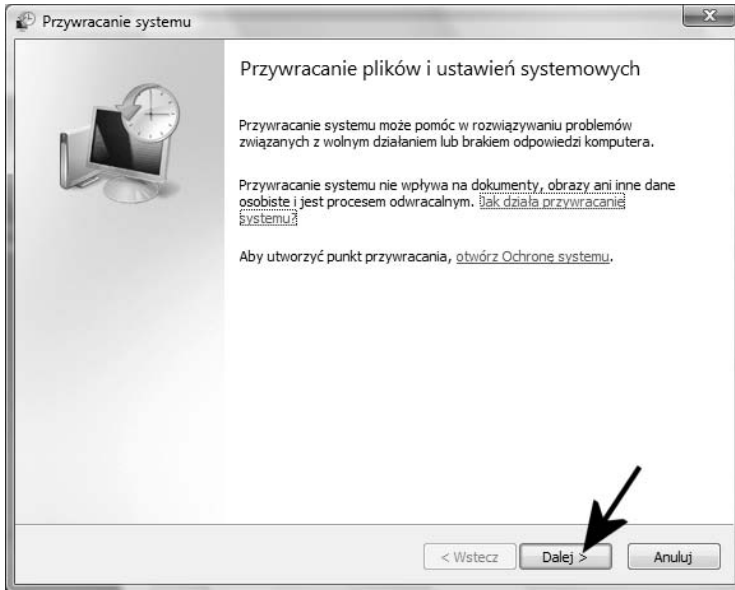 Przywracanie systemu
Przywracanie plików i ustawień systemowych
Przywracanie systemu może pomóc w rozwiązywaniu problemów
związanych z wolnym działaniem lub brakiem odpowiedzi komputera.
Przywracanie systemu nie wpływa na dokumenty, obrazy ani inne dane
osobiste i jest procesem odwracalnym. Jak działa przywracanie
systemu?
Aby utworzyć punkt przywracania, otwórz Ochronę systemu.
< Wstecz Dalej > Anuluj